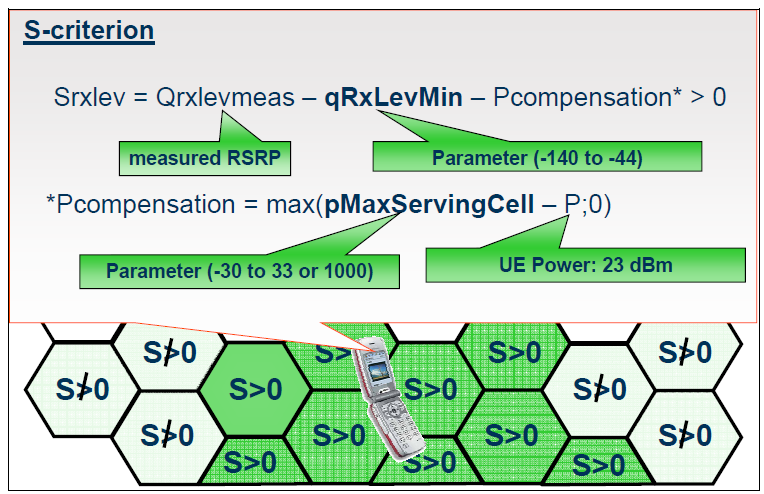 S-criterion
Srxlev = Qrxlevmeas – qRxLevMin – Pcompensation* > 0
measured RSRP
Parameter (-140 to -44)
*Pcompensation = max(pMaxServingCell – P;0)
Parameter (-30 to 33 or 1000)
UE Power: 23 dBm
S≯0
S>
S>0
S≯0
S≯0
S>0
S>0
S≯0
S≯0
S>0
S>0
S≯0
S>0
S>0
S>0